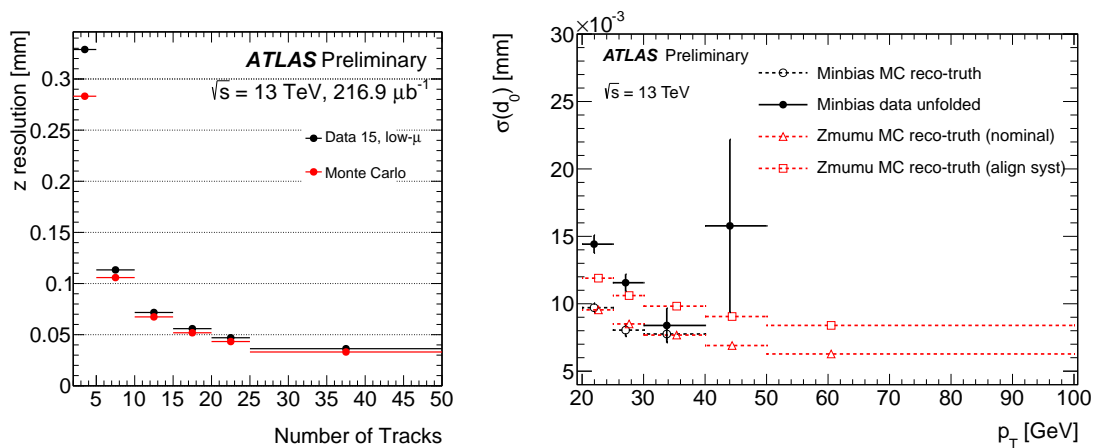 z resolution [mm]
0.3
0.25
0.2
0.15
0.1
0.05
0
ATLAS Preliminary
√s = 13 TeV, 216.9 μb⁻¹
Data 15, low-μ
Monte Carlo
5 10 15 20 25 30 35 40 45 50
Number of Tracks
×10⁻³
σ(d₀) [mm]
30
25
20
15
10
5
ATLAS Preliminary
√s = 13 TeV
Minbias MC reco-truth
Minbias data unfolded
Zmumu MC reco-truth (nominal)
Zmumu MC reco-truth (align syst)
20 30 40 50 60 70 80 90 100
p_T [GeV]